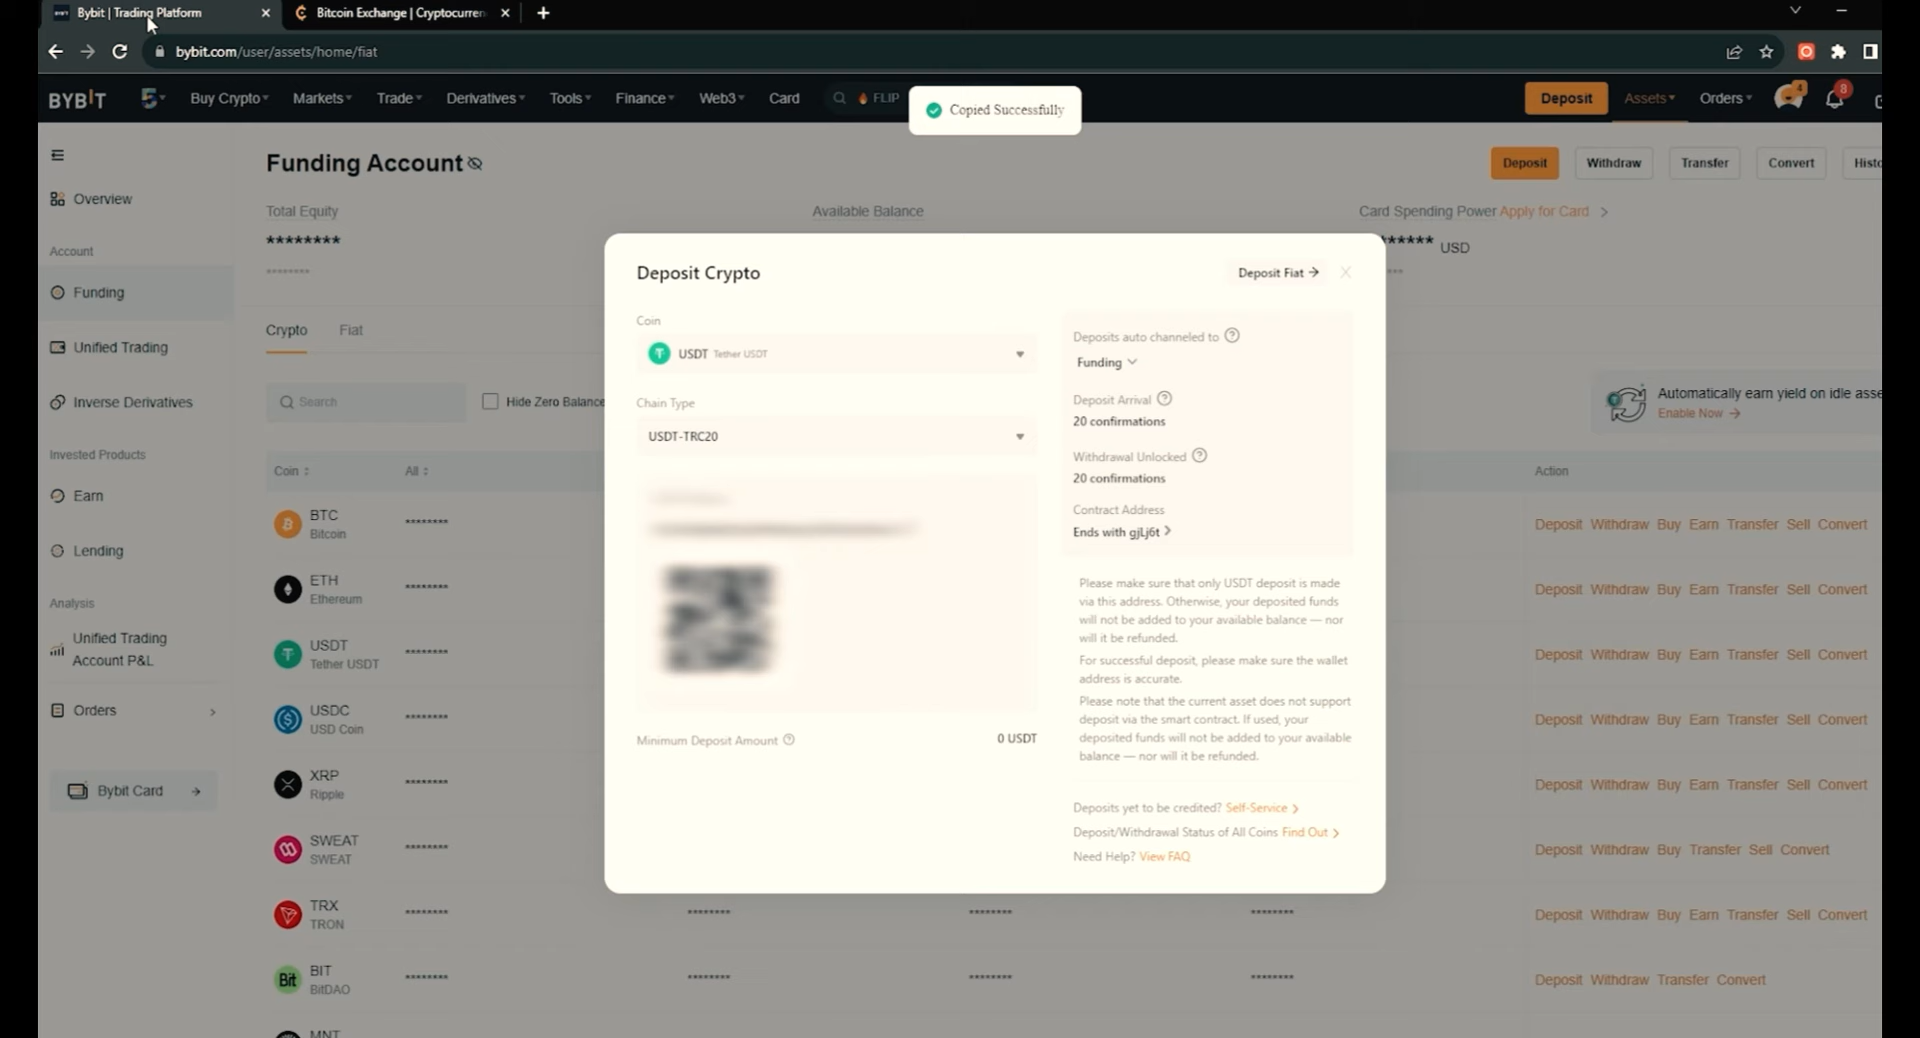 Bybit | Trading Platform
Bitcoin Exchange | Cryptocurren
bybit.com/user/assets/home/fiat
BYBIT
Buy Crypto
Markets
Trade
Derivatives
Tools
Finance
Web3
Card
FLIP
Copied Successfully
Deposit
Assets
Orders
4
8
Funding Account
Deposit
Withdraw
Transfer
Convert
Histo
Overview
Total Equity
Available Balance
Card Spending Power Apply for Card
********
****** USD
********
Account
Funding
Unified Trading
Inverse Derivatives
Invested Products
Earn
Lending
Analysis
Unified Trading
Account P&L
Orders
Bybit Card
Crypto
Fiat
Search
Hide Zero Balance
Automatically earn yield on idle asse
Enable Now
Coin
All
Action
BTC
Bitcoin
********
Deposit Withdraw Buy Earn Transfer Sell Convert
ETH
Ethereum
********
Deposit Withdraw Buy Earn Transfer Sell Convert
USDT
Tether USDT
********
Deposit Withdraw Buy Earn Transfer Sell Convert
USDC
USD Coin
********
Deposit Withdraw Buy Earn Transfer Sell Convert
XRP
Ripple
********
Deposit Withdraw Buy Earn Transfer Sell Convert
SWEAT
SWEAT
********
Deposit Withdraw Buy Transfer Sell Convert
TRX
TRON
********
********
********
********
Deposit Withdraw Buy Earn Transfer Sell Convert
Bit
BIT
BitDAO
********
********
********
********
Deposit Withdraw Transfer Convert
MNT
Deposit Crypto
Deposit Fiat
Coin
USDT Tether USDT
Chain Type
USDT-TRC20
Minimum Deposit Amount
0 USDT
Deposits auto channeled to
Funding
Deposit Arrival
20 confirmations
Withdrawal Unlocked
20 confirmations
Contract Address
Ends with gjLj6t
Please make sure that only USDT deposit is made
via this address. Otherwise, your deposited funds
will not be added to your available balance — nor
will it be refunded.
For successful deposit, please make sure the wallet
address is accurate.
Please note that the current asset does not support
deposit via the smart contract. If used, your
deposited funds will not be added to your available
balance — nor will it be refunded.
Deposits yet to be credited? Self-Service
Deposit/Withdrawal Status of All Coins Find Out
Need Help? View FAQ